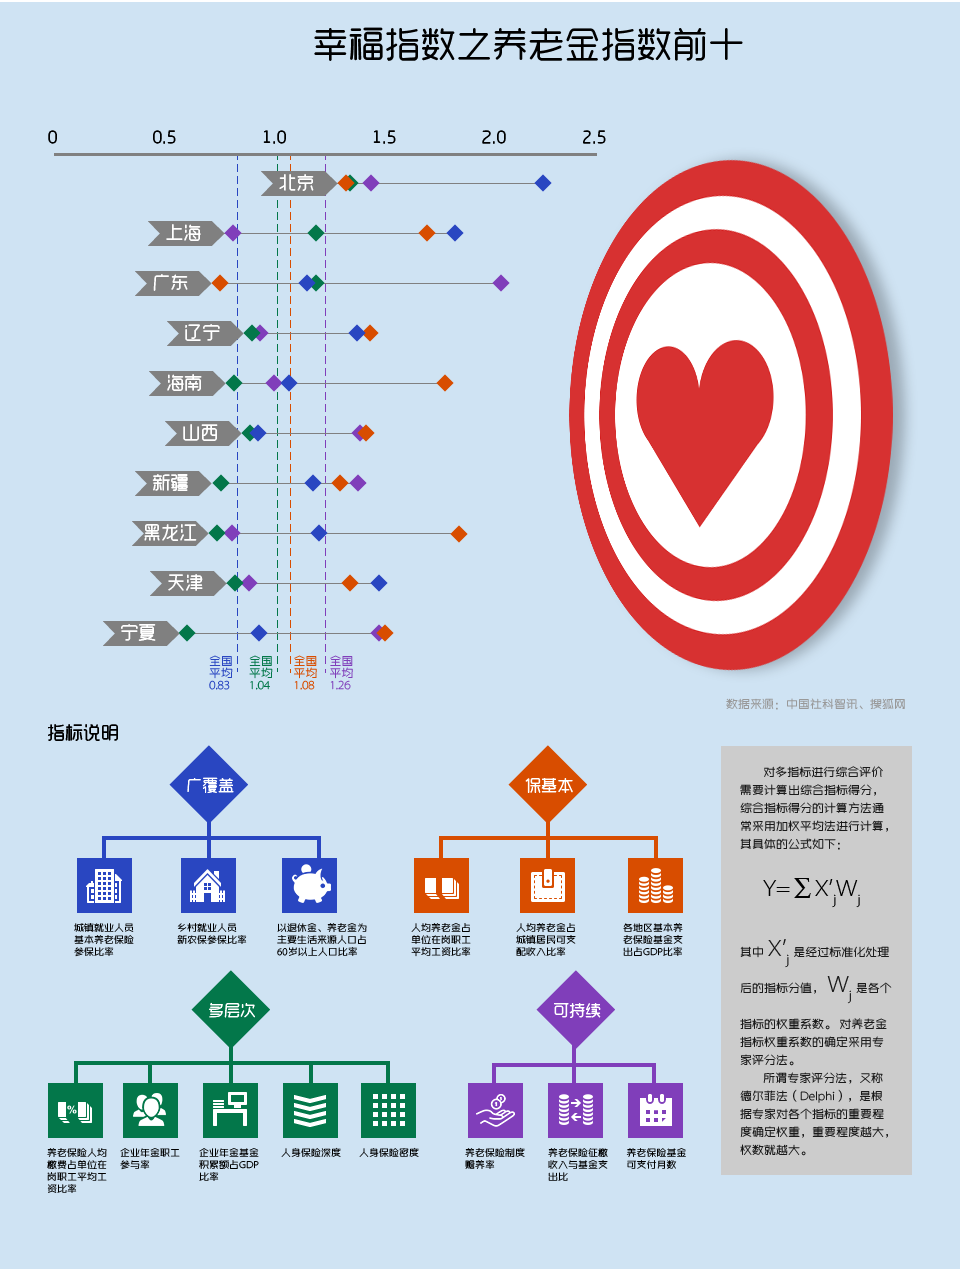 幸福指数之养老金指数前十
0 0.5 1.0 1.5 2.0 2.5
北京
上海
广东
辽宁
海南
山西
新疆
黑龙江
天津
宁夏
全国 全国 全国 全国
平均 平均 平均 平均
0.83 1.04 1.08 1.26
数据来源:中国社科智讯、搜狐网
指标说明
广覆盖
城镇就业人员
基本养老保险
参保比率
乡村就业人员
新农保参保比率
以退休金、养老金为
主要生活来源人口占
60岁以上人口比率
保基本
人均养老金占
单位在岗职工
平均工资比率
人均养老金占
城镇居民可支
配收入比率
各地区基本养
老保险基金支
出占GDP比率
多层次
%
养老保险人均
缴费占单位在
岗职工平均工
资比率
企业年金职工
参与率
企业年金基金
积累额占GDP
比率
人身保险深度
人身保险密度
可持续
养老保险制度
赡养率
养老保险征缴
收入与基金支
出比
养老保险基金
可支付月数
对多指标进行综合评价
需要计算出综合指标得分,
综合指标得分的计算方法通
常采用加权平均法进行计算,
其具体的公式如下:
Y=∑X′jWj
其中 X′j 是经过标准化处理
后的指标分值, Wj 是各个
指标的权重系数。对养老金
指标权重系数的确定采用专
家评分法。
所谓专家评分法,又称
德尔菲法(Delphi),是根
据专家对各个指标的重要程
度确定权重,重要程度越大,
权数就越大。